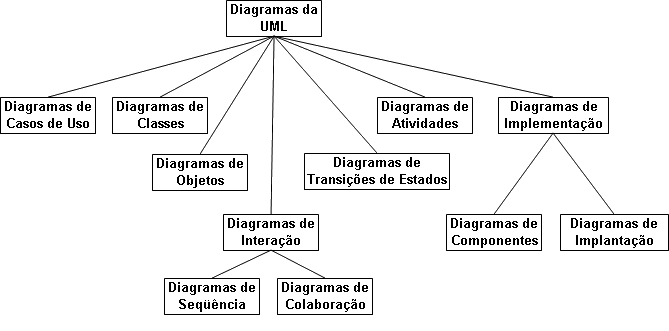 Diagramas da
UML
Diagramas de
Casos de Uso
Diagramas de
Classes
Diagramas de
Atividades
Diagramas de
Implementação
Diagramas de
Objetos
Diagramas de
Transições de Estados
Diagramas de
Interação
Diagramas de
Componentes
Diagramas de
Implantação
Diagramas de
Seqüência
Diagramas de
Colaboração